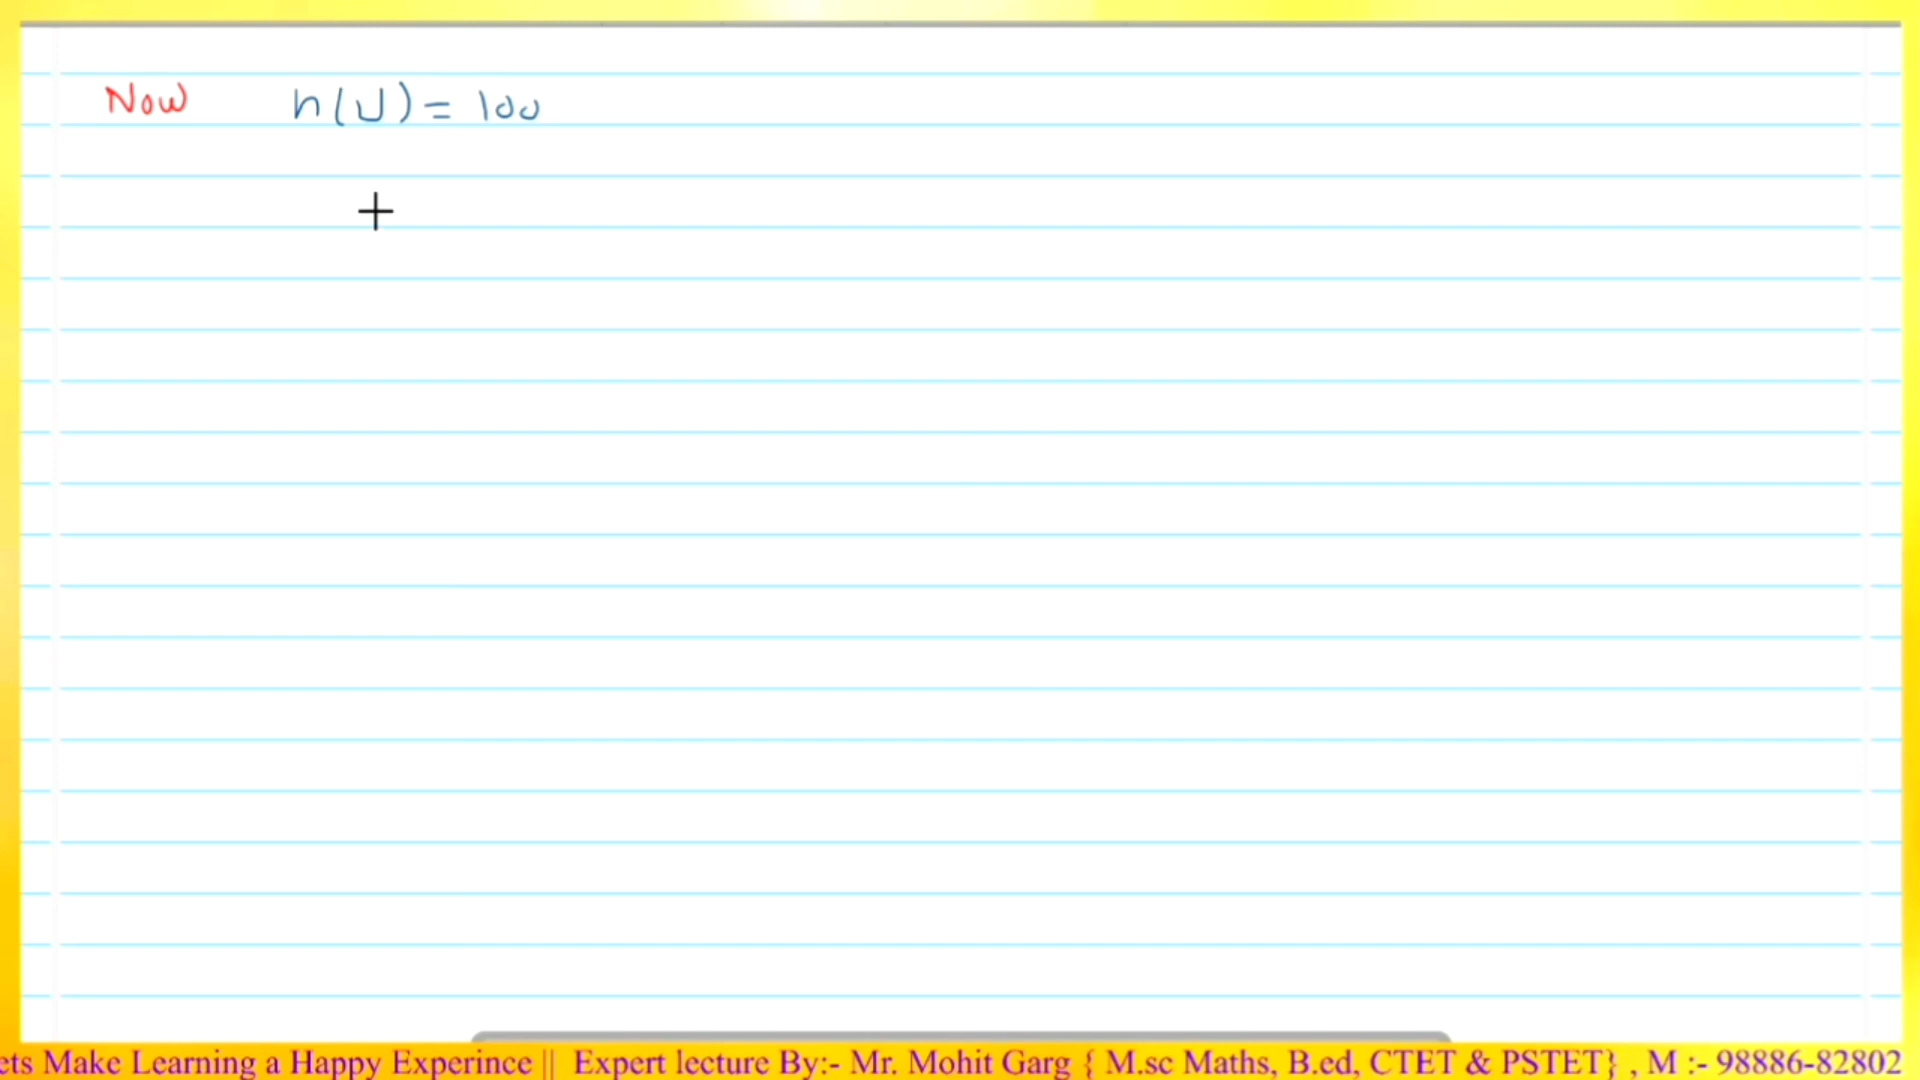 Now n(U) = 100
ets Make Learning a Happy Experince || Expert lecture By:- Mr. Mohit Garg { M.sc Maths, B.ed, CTET & PSTET} , M :- 98886-82802